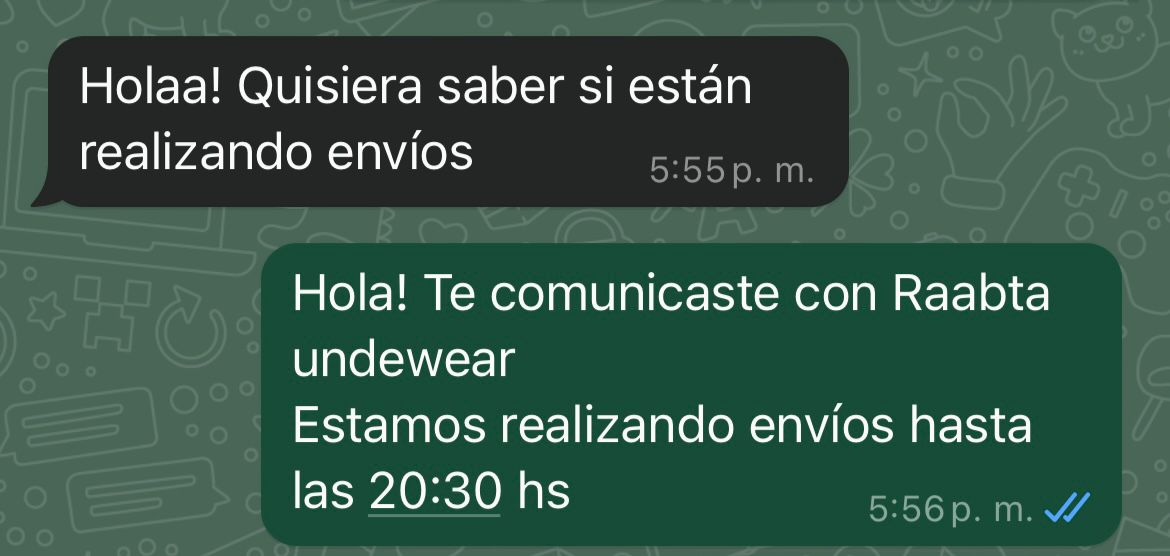 Holaa! Quisiera saber si están
realizando envíos
5:55 p. m.
Hola! Te comunicaste con Raabta
undewear
Estamos realizando envíos hasta
las 20:30 hs
5:56 p. m.